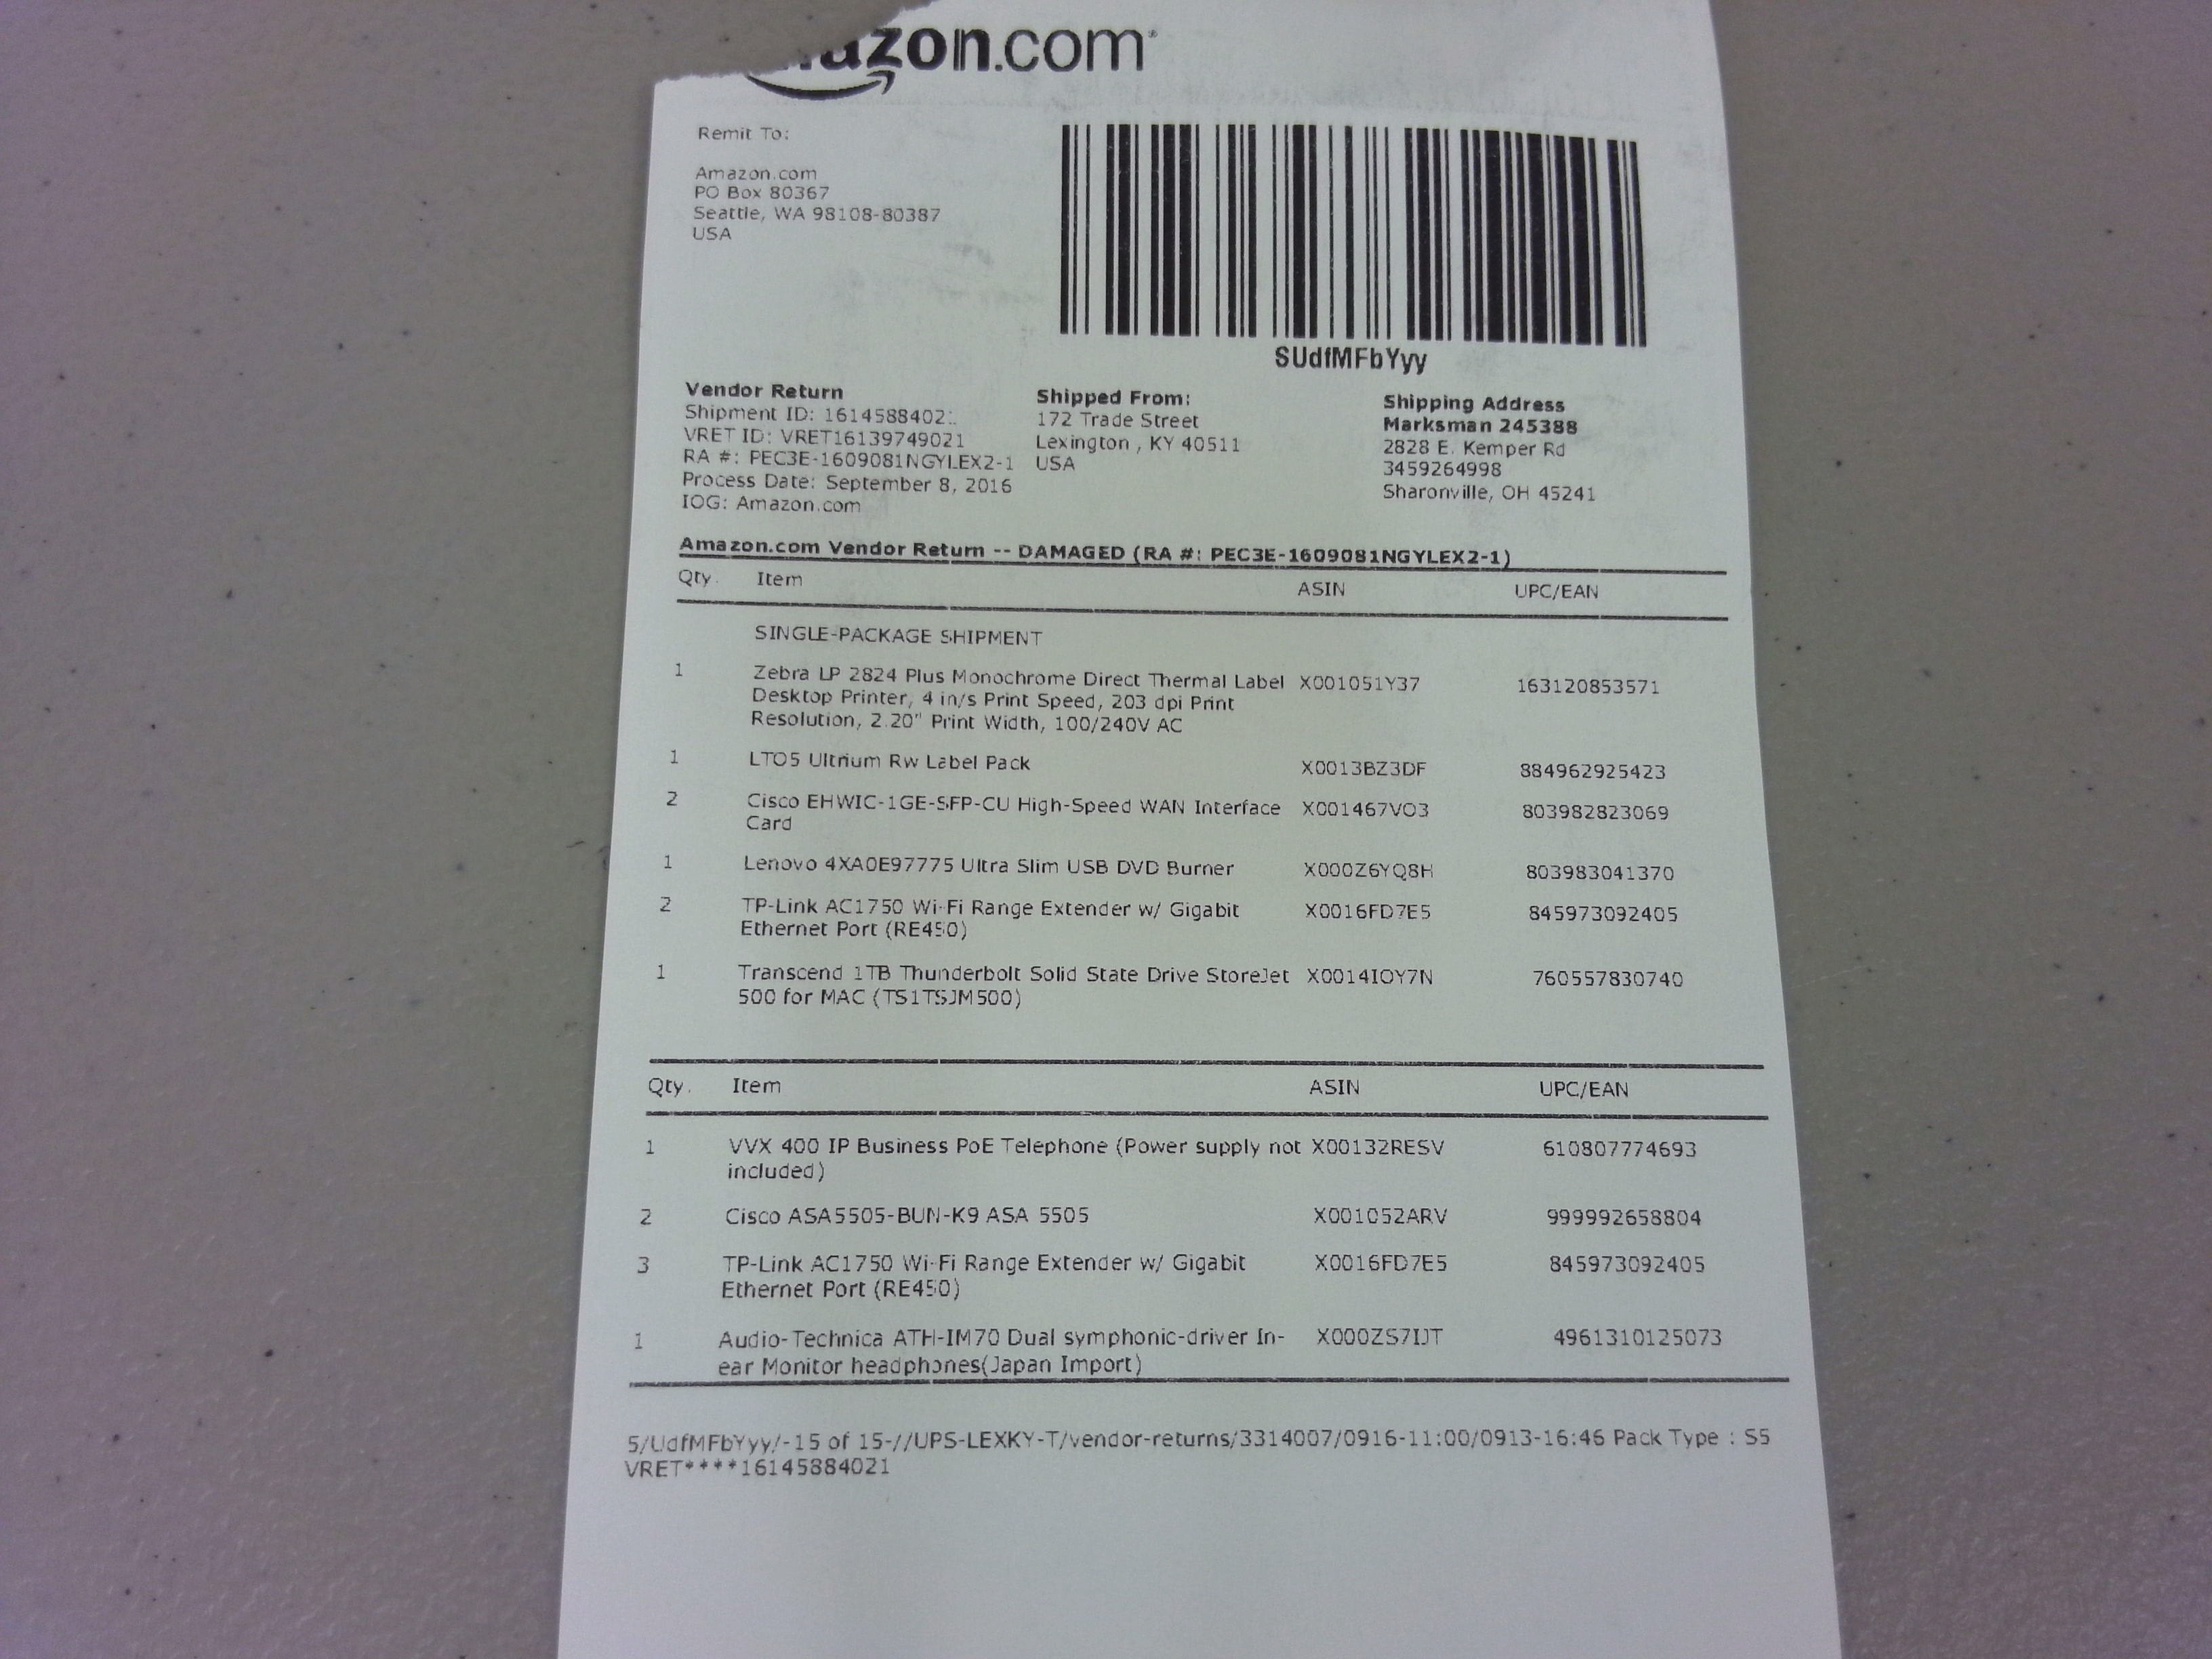 amazon.com
Remit To:
Amazon.com
PO Box 80367
Seattle, WA 98108-80387
USA
SUdfMFbYyy
Vendor Return
Shipment ID: 16145884021
VRET ID: VRET16139749021
RA #: PEC3E-1609081NGYLEX2-1
Process Date: September 8, 2016
IOG: Amazon.com
Shipped From:
172 Trade Street
Lexington , KY 40511
USA
Shipping Address
Marksman 245388
2828 E. Kemper Rd
3459264998
Sharonville, OH 45241
Amazon.com Vendor Return -- DAMAGED (RA #: PEC3E-1609081NGYLEX2-1)
Qty. Item ASIN UPC/EAN
SINGLE-PACKAGE SHIPMENT
1 Zebra LP 2824 Plus Monochrome Direct Thermal Label X001051Y37 163120853571
Desktop Printer, 4 in/s Print Speed, 203 dpi Print
Resolution, 2.20" Print Width, 100/240V AC
1 LTO5 Ultrium Rw Label Pack X0013BZ3DF 884962925423
2 Cisco EHWIC-1GE-SFP-CU High-Speed WAN Interface X001467VO3 803982823069
Card
1 Lenovo 4XA0E97775 Ultra Slim USB DVD Burner X000Z6YQ8H 803983041370
2 TP-Link AC1750 Wi-Fi Range Extender w/ Gigabit X0016FD7E5 845973092405
Ethernet Port (RE450)
1 Transcend 1TB Thunderbolt Solid State Drive StoreJet X0014IOY7N 760557830740
500 for MAC (TS1TSJM500)
Qty. Item ASIN UPC/EAN
1 VVX 400 IP Business PoE Telephone (Power supply not X00132RESV 610807774693
included)
2 Cisco ASA5505-BUN-K9 ASA 5505 X001052ARV 999992658804
3 TP-Link AC1750 Wi-Fi Range Extender w/ Gigabit X0016FD7E5 845973092405
Ethernet Port (RE450)
1 Audio-Technica ATH-IM70 Dual symphonic-driver In- X000ZS7IJT 4961310125073
ear Monitor headphones(Japan Import)
5/UdfMFbYyy/-15 of 15-//UPS-LEXKY-T/vendor-returns/3314007/0916-11:00/0913-16:46 Pack Type : S5
VRET****16145884021